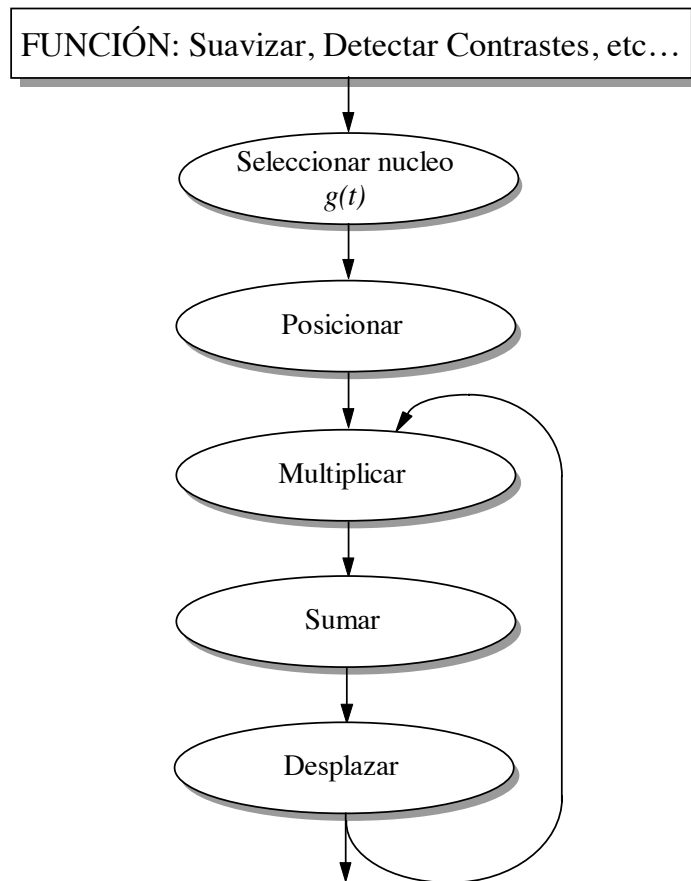 FUNCIÓN: Suavizar, Detectar Contrastes, etc…
Seleccionar nucleo
g(t)
Posicionar
Multiplicar
Sumar
Desplazar